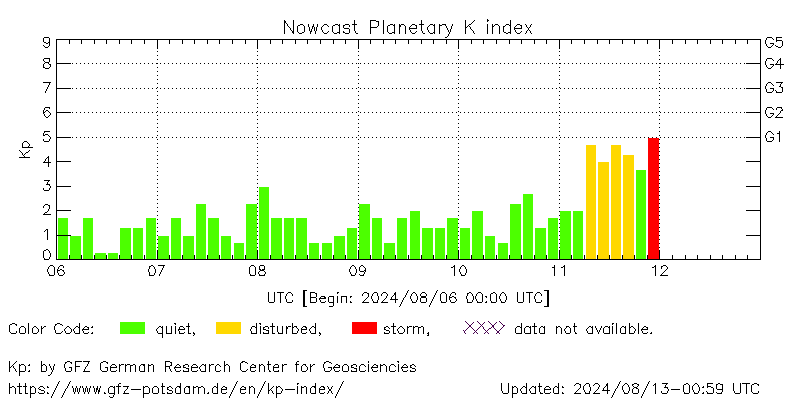 Nowcast Planetary K index
9 G5
8 G4
7 G3
6 G2
5 G1
Kp
4
3
2
1
0
06 07 08 09 10 11 12
UTC [Begin: 2024/08/06 00:00 UTC]
Color Code: quiet, disturbed, storm, data not available.
Kp: by GFZ German Research Center for Geosciencies
https://www.gfz-potsdam.de/en/kp-index/ Updated: 2024/08/13-00:59 UTC